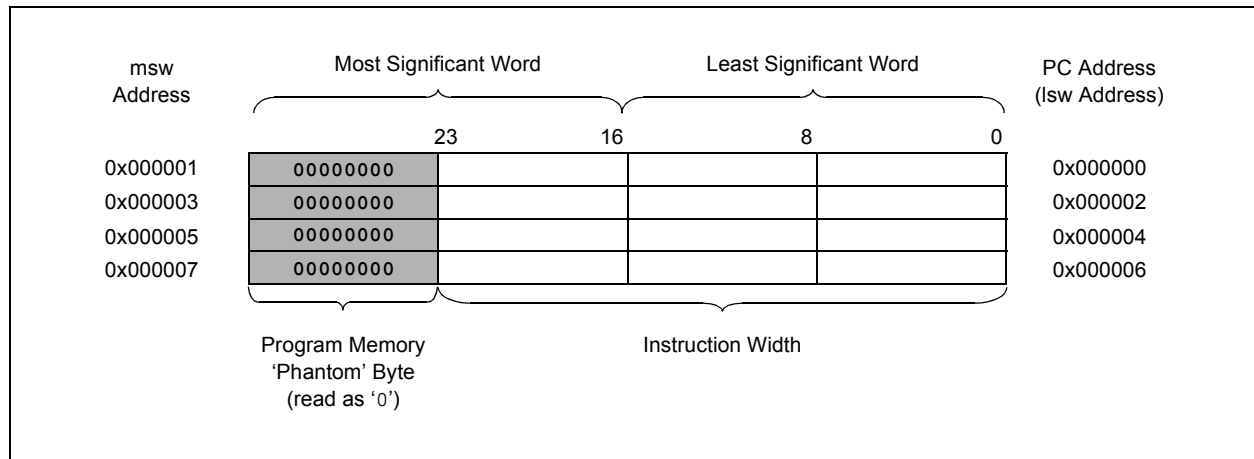 msw
Address
Most Significant Word
Least Significant Word
PC Address
(lsw Address)
23
16
8
0
0x000001
00000000
0x000000
0x000003
00000000
0x000002
0x000005
00000000
0x000004
0x000007
00000000
0x000006
Program Memory
‘Phantom’ Byte
(read as ‘0’)
Instruction Width